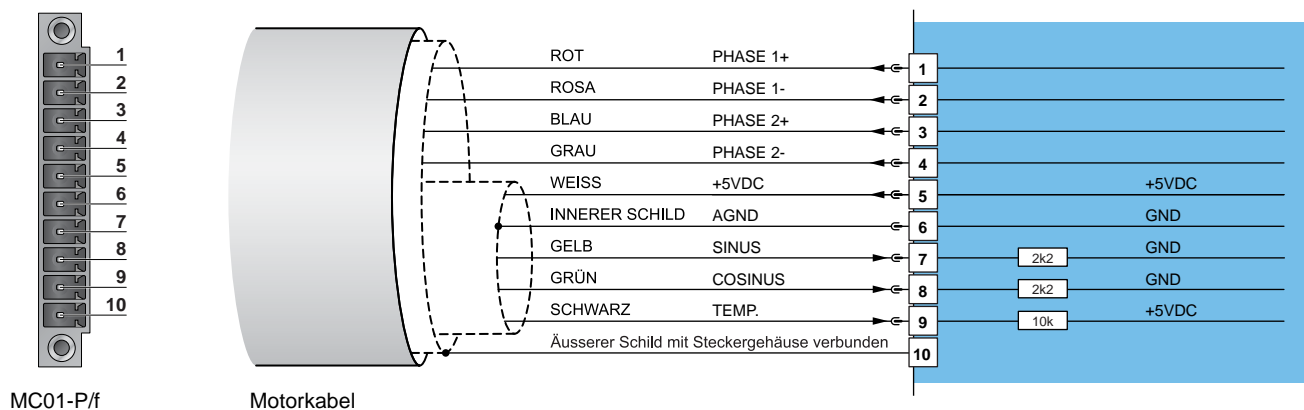 1
2
3
4
5
6
7
8
9
10
MC01-P/f
Motorkabel
ROT PHASE 1+ 1
ROSA PHASE 1- 2
BLAU PHASE 2+ 3
GRAU PHASE 2- 4
WEISS +5VDC 5 +5VDC
INNERER SCHILD AGND 6 GND
GELB SINUS 7 2k2 GND
GRÜN COSINUS 8 2k2 GND
SCHWARZ TEMP. 9 10k +5VDC
Äusserer Schild mit Steckergehäuse verbunden 10